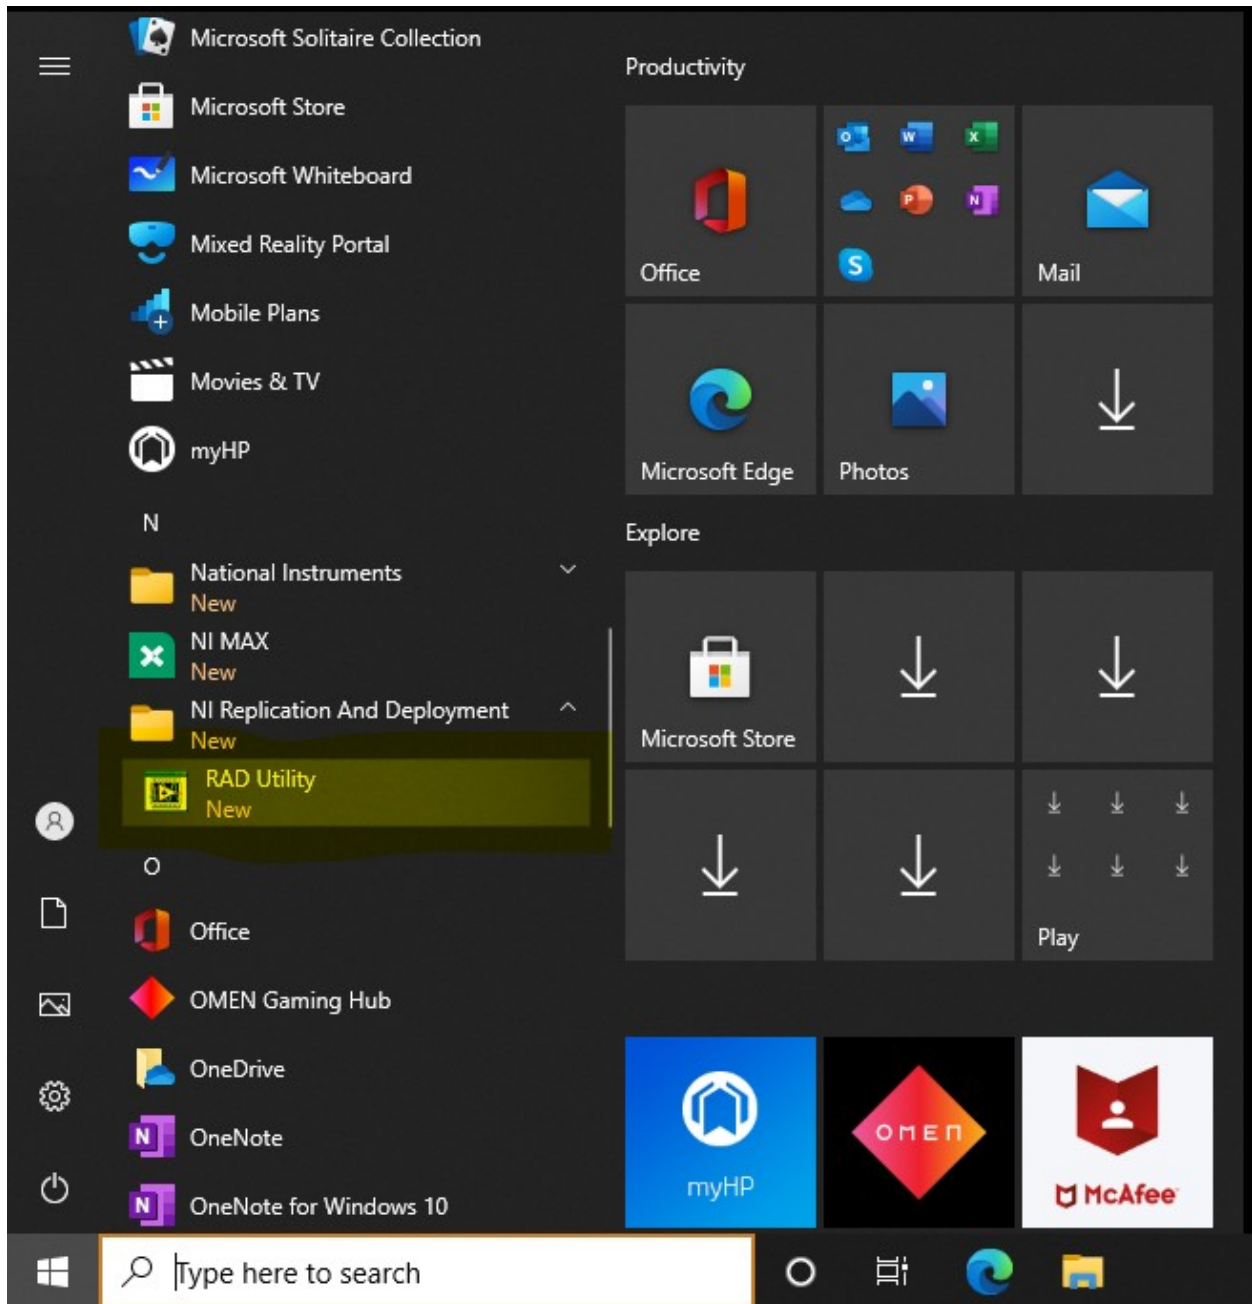 Microsoft Solitaire Collection
Microsoft Store
Microsoft Whiteboard
Mixed Reality Portal
Mobile Plans
Movies & TV
myHP
N
National Instruments
New
NI MAX
New
NI Replication And Deployment
New
RAD Utility
New
O
Office
OMEN Gaming Hub
OneDrive
OneNote
OneNote for Windows 10
Productivity
Office
Mail
Microsoft Edge
Photos
Explore
Microsoft Store
Play
myHP
OMEN
McAfee
Type here to search